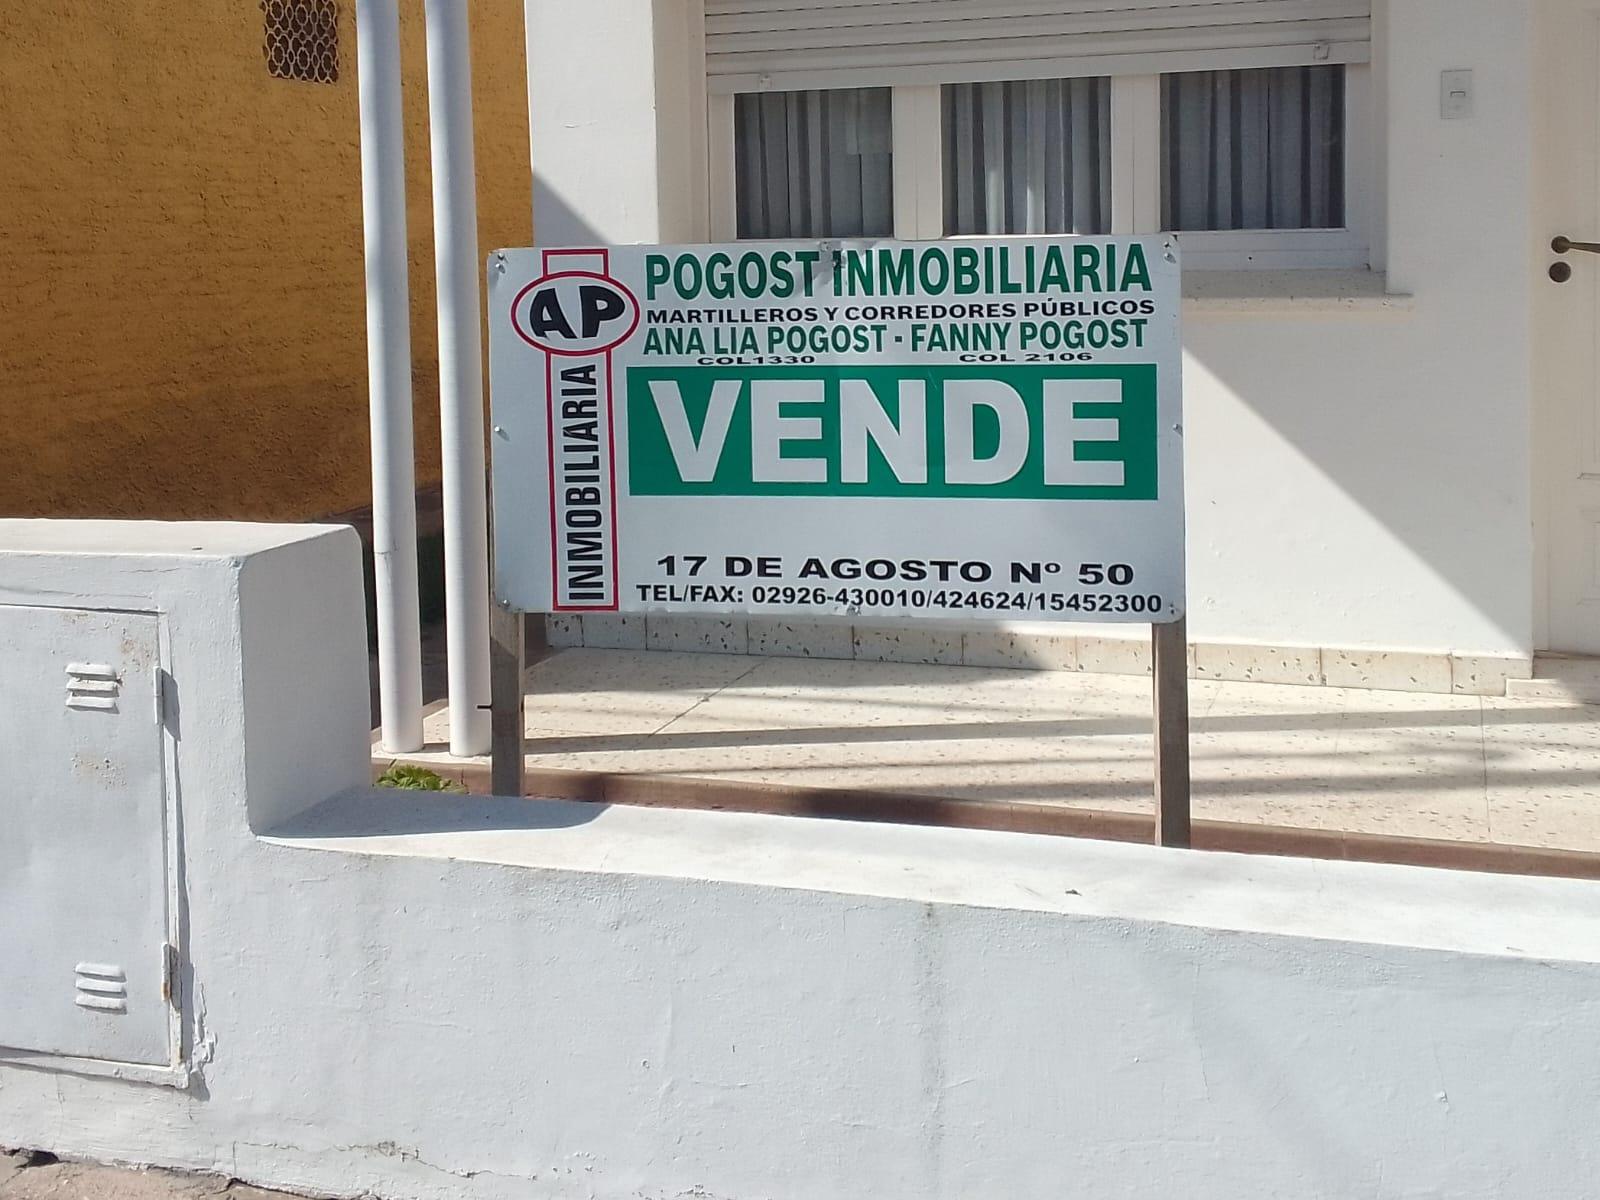 AP
INMOBILIARIA
POGOST INMOBILIARIA
MARTILLEROS Y CORREDORES PÚBLICOS
ANA LIA POGOST - FANNY POGOST
COL1330 COL 2106
VENDE
17 DE AGOSTO Nº 50
TEL/FAX: 02926-430010/424624/15452300